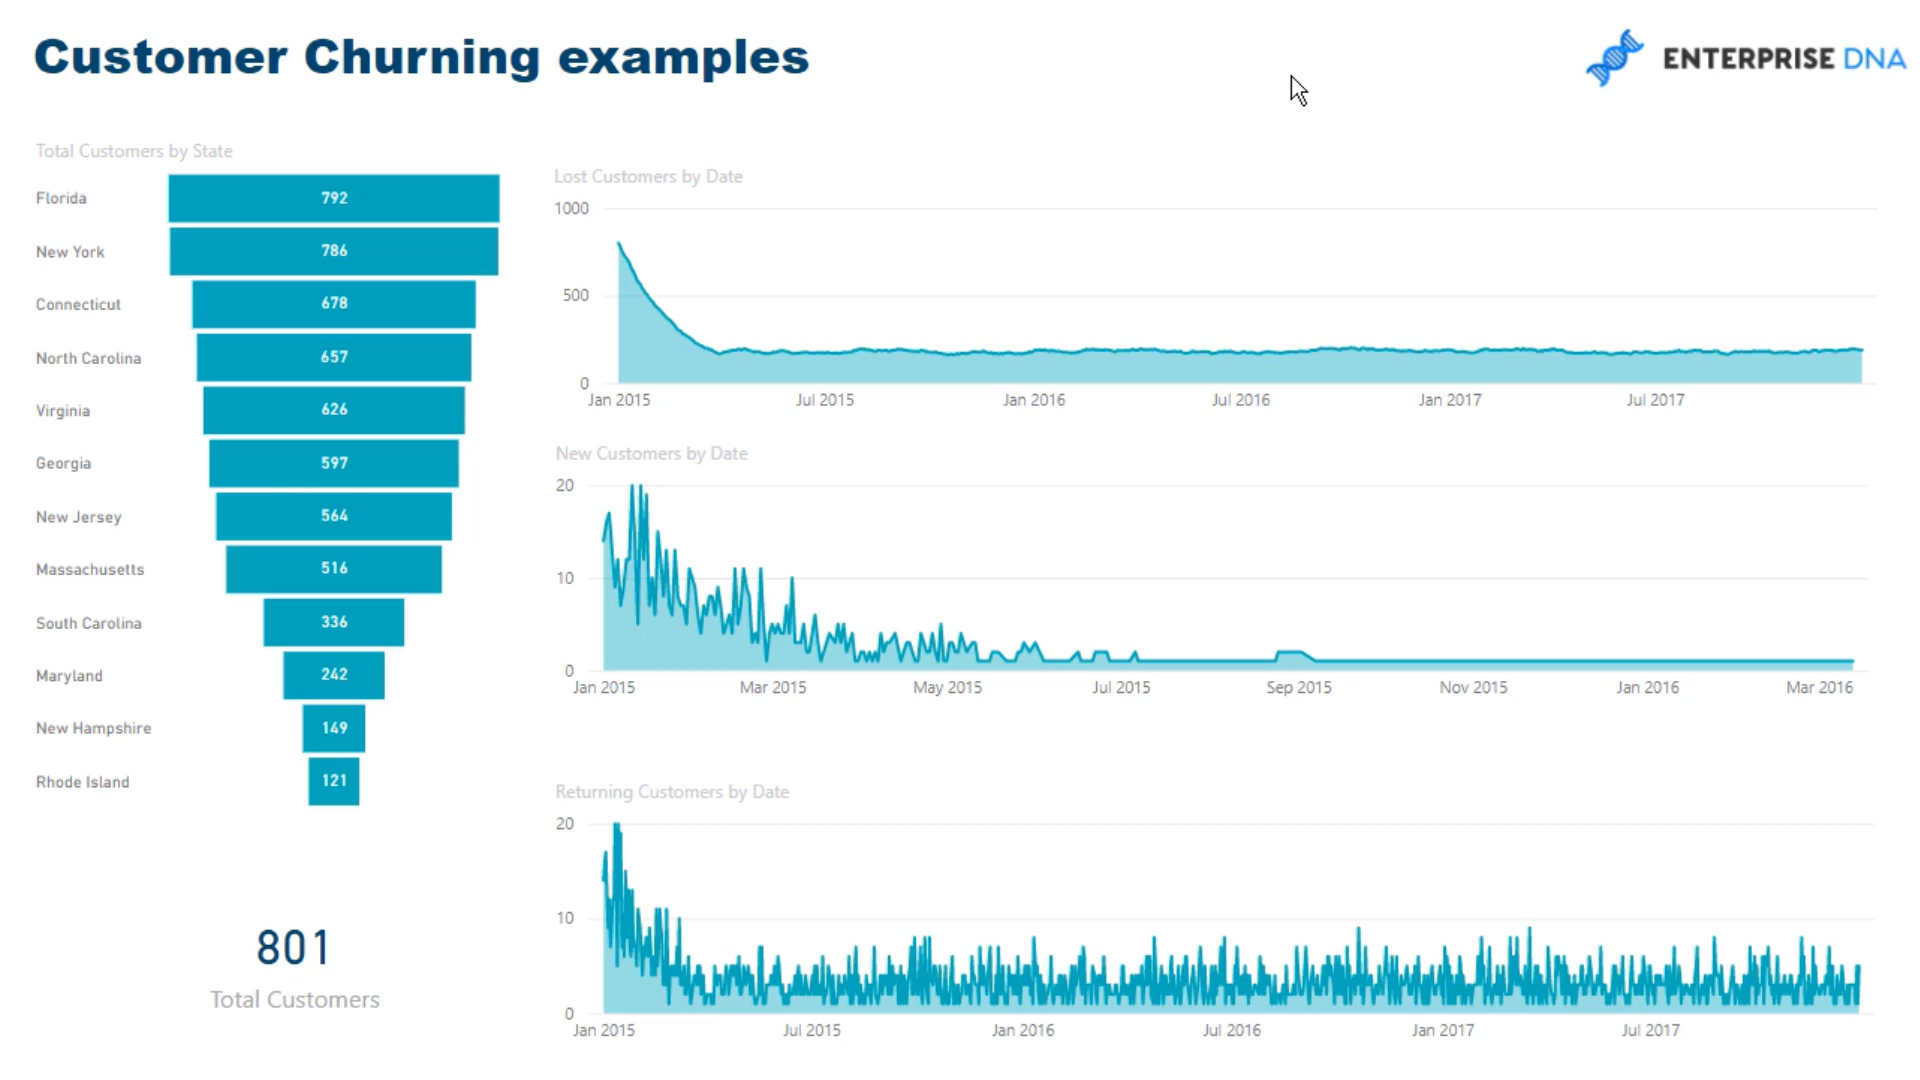 Customer Churning examples
ENTERPRISE DNA
Total Customers by State
Florida 792
New York 786
Connecticut 678
North Carolina 657
Virginia 626
Georgia 597
New Jersey 564
Massachusetts 516
South Carolina 336
Maryland 242
New Hampshire 149
Rhode Island 121
801
Total Customers
Lost Customers by Date
1000
500
0
Jan 2015 Jul 2015 Jan 2016 Jul 2016 Jan 2017 Jul 2017
New Customers by Date
20
10
0
Jan 2015 Mar 2015 May 2015 Jul 2015 Sep 2015 Nov 2015 Jan 2016 Mar 2016
Returning Customers by Date
20
10
0
Jan 2015 Jul 2015 Jan 2016 Jul 2016 Jan 2017 Jul 2017